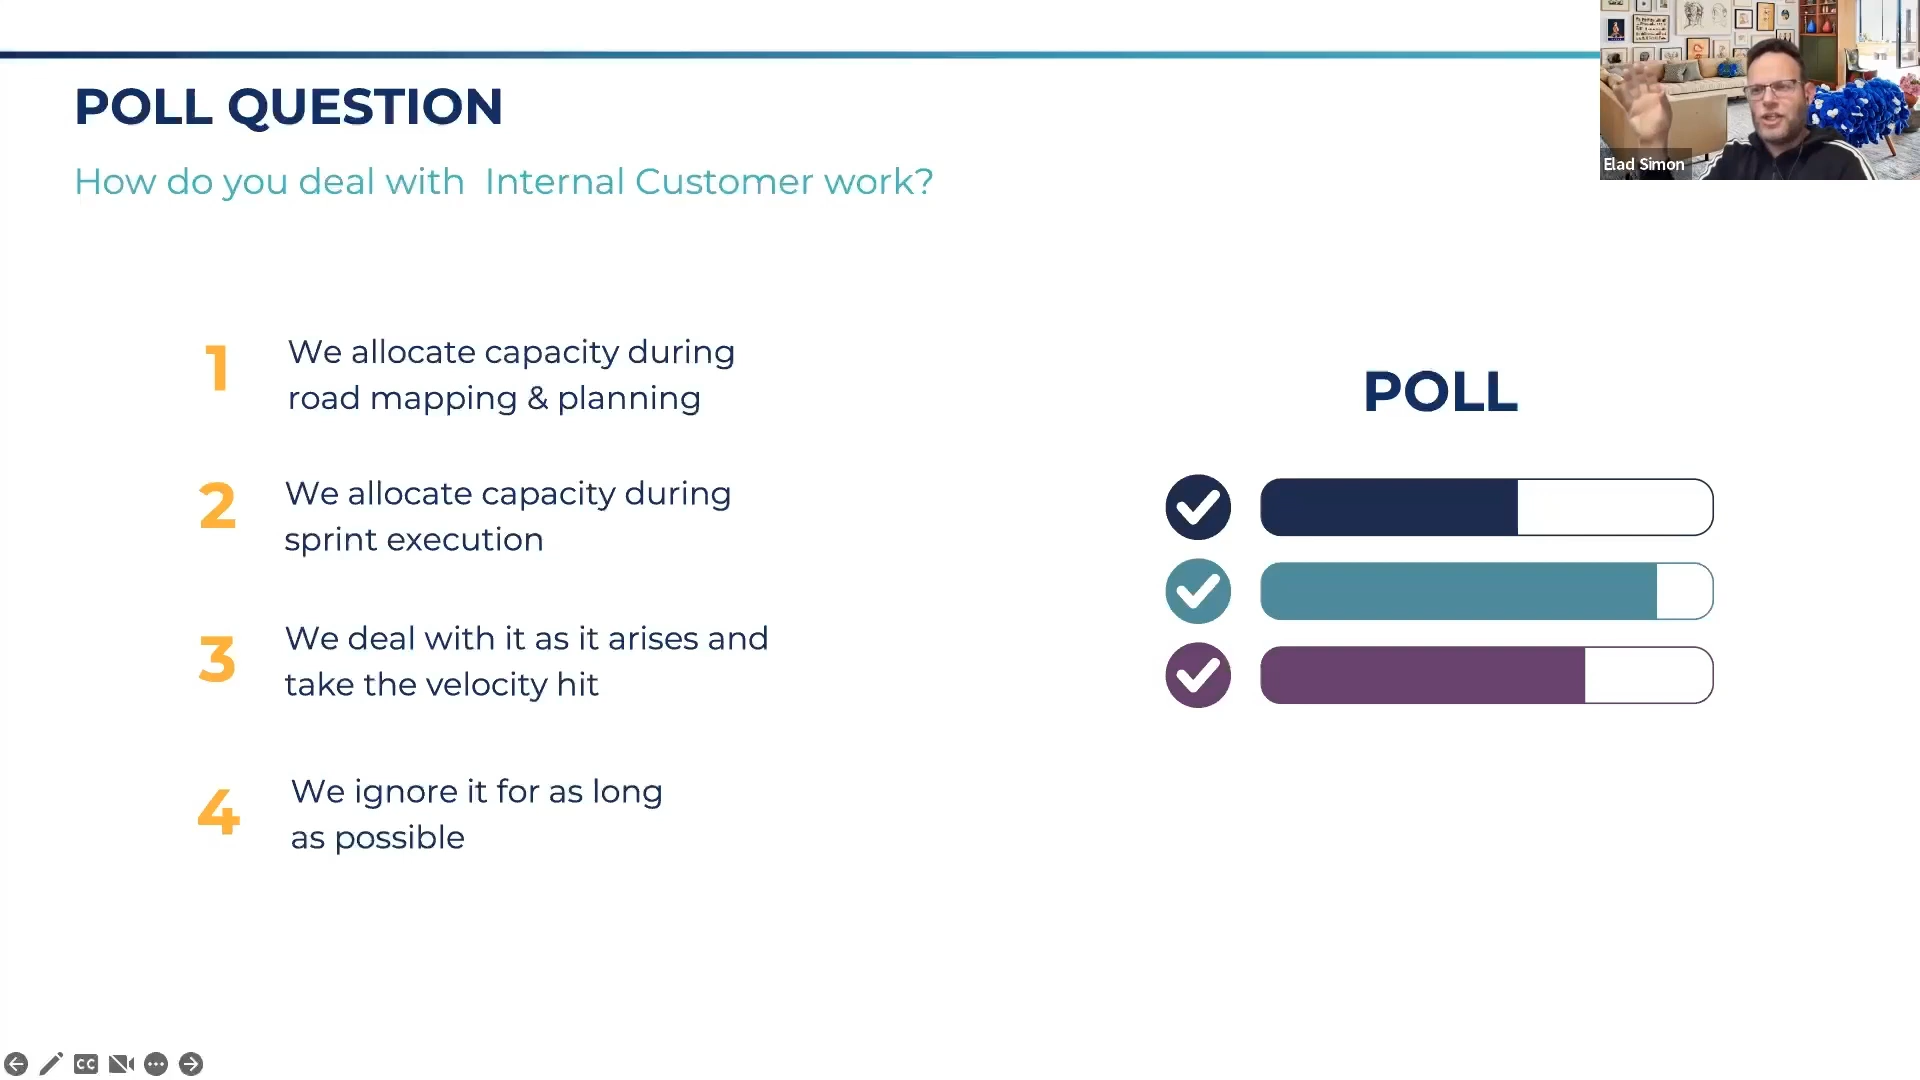 POLL QUESTION
How do you deal with Internal Customer work?
1
We allocate capacity during
road mapping & planning
2
We allocate capacity during
sprint execution
3
We deal with it as it arises and
take the velocity hit
4
We ignore it for as long
as possible
POLL
Elad Simon
CC